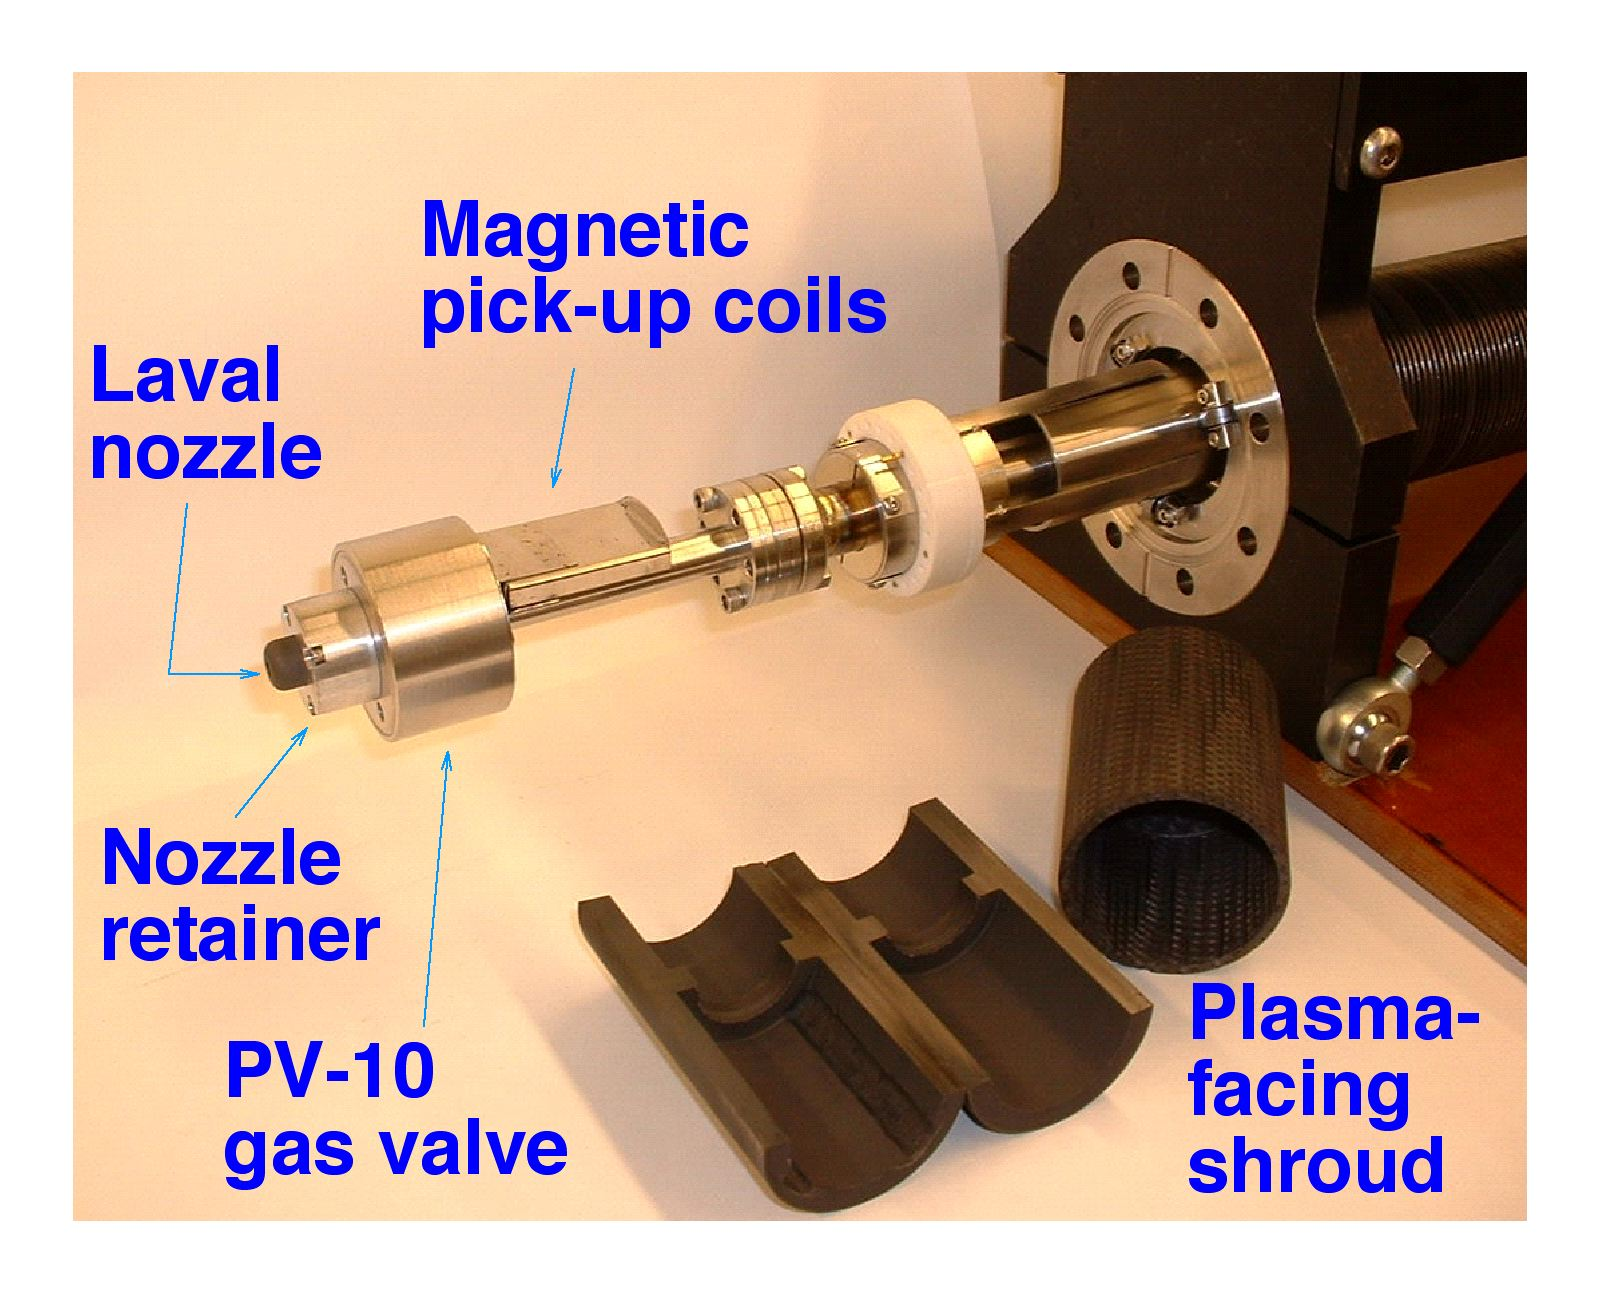 Magnetic
pick-up coils
Laval
nozzle
Nozzle
retainer
PV-10
gas valve
Plasma-
facing
shroud